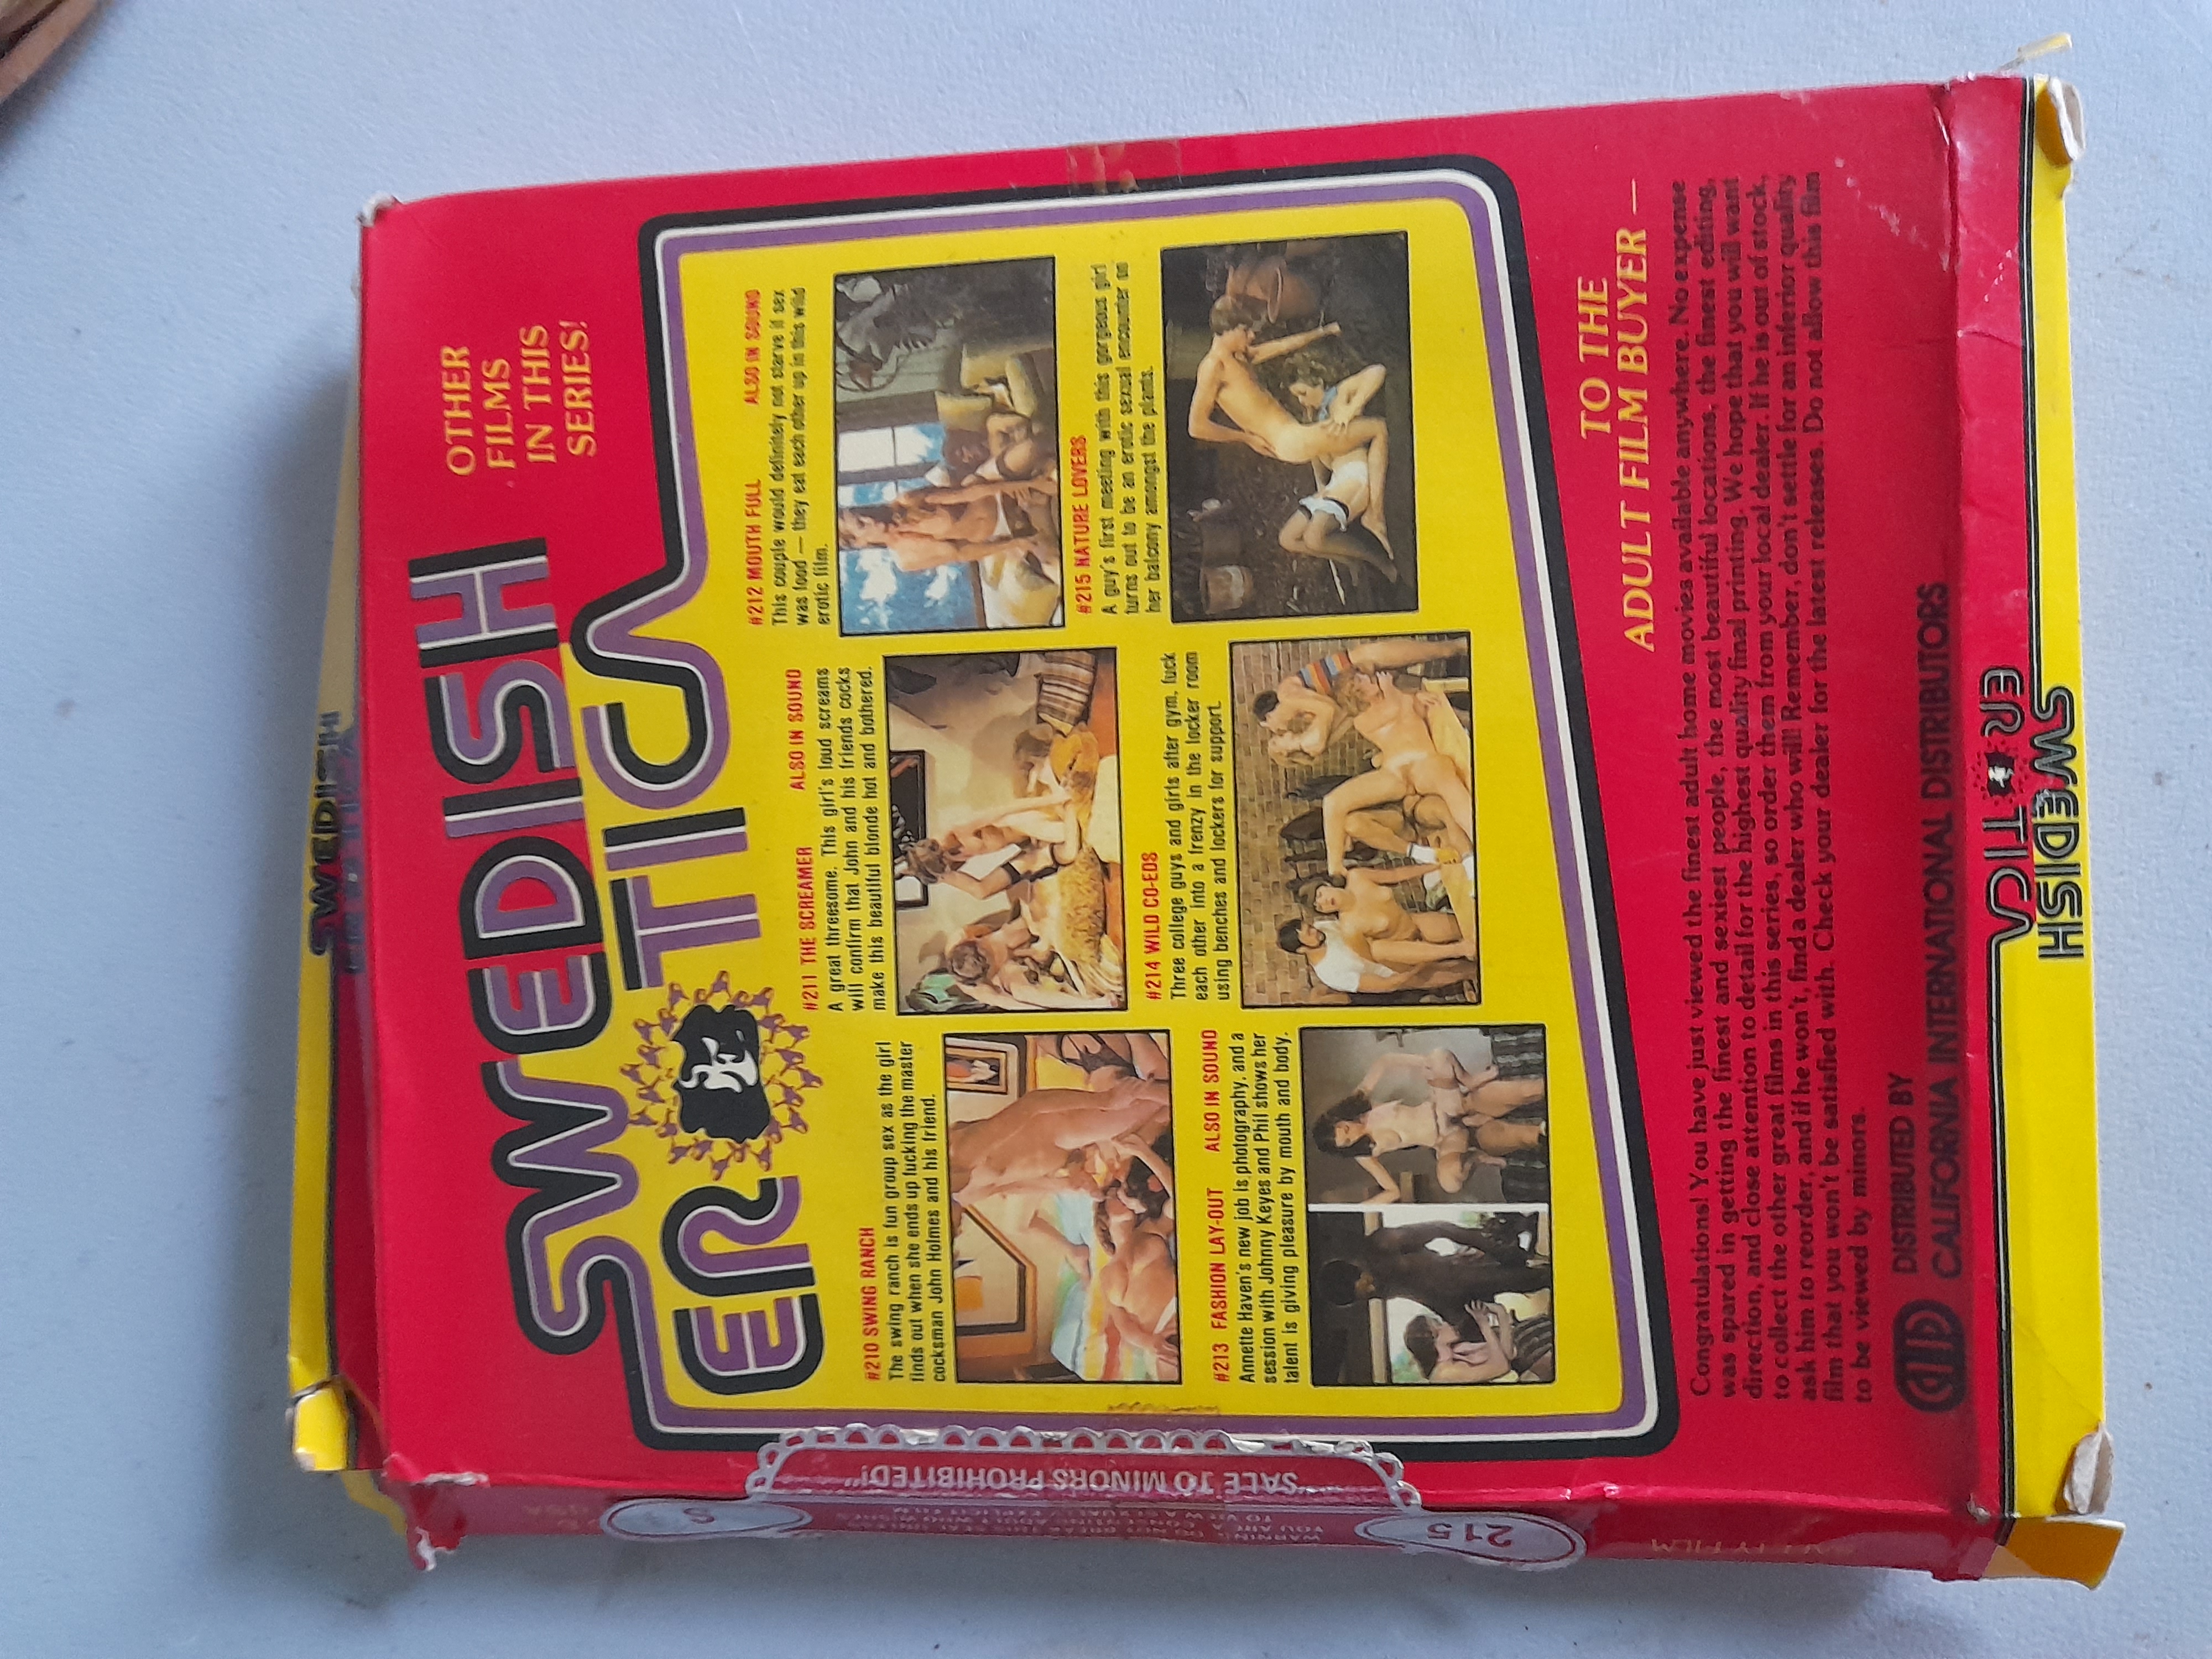 OTHER
FILMS
IN THIS
SERIES!
SWEDISH
EROTICA
#210 SWING RANCH
The swing ranch is fun group sex as the girl
finds out when she ends up fucking the master
cocksman John Holmes and his friend.
#211 THE SCREAMER ALSO IN SOUND
A great threesome. This girl's loud screams
will confirm that John and his friends cocks
make this beautiful blonde hot and bothered.
#212 MOUTH FULL ALSO IN SOUND
This couple would definitely not starve if sex
was food — they eat each other up in this wild
erotic film.
#213 FASHION LAY-OUT ALSO IN SOUND
Annette Haven's new job is photography, and a
session with Johnny Keyes and Phil shows her
talent is giving pleasure by mouth and body.
#214 WILD CO-EDS
Three college guys and girls after gym, fuck
each other into a frenzy in the locker room
using benches and lockers for support.
#215 NATURE LOVERS
A guy's first meeting with this gorgeous girl
turns out to be an erotic sexual encounter on
her balcony amongst the plants.
TO THE
ADULT FILM BUYER —
Congratulations! You have just viewed the finest adult home movies available anywhere. No expense
was spared in getting the finest and sexiest people, the most beautiful locations, the finest editing,
direction, and close attention to detail for the highest quality final printing. We hope that you will want
to collect the other great films in this series, so order them from your local dealer. If he is out of stock,
ask him to reorder, and if he won't, find a dealer who will! Remember, don't settle for an inferior quality
film that you won't be satisfied with. Check your dealer for the latest releases. Do not allow this film
to be viewed by minors.
DISTRIBUTED BY
CALIFORNIA INTERNATIONAL DISTRIBUTORS
SWEDISH
EROTICA
SWEDISH
SALE TO MINORS PROHIBITED!"
TO VIEW A SEXUALLY EXPLICIT FILM
215
S